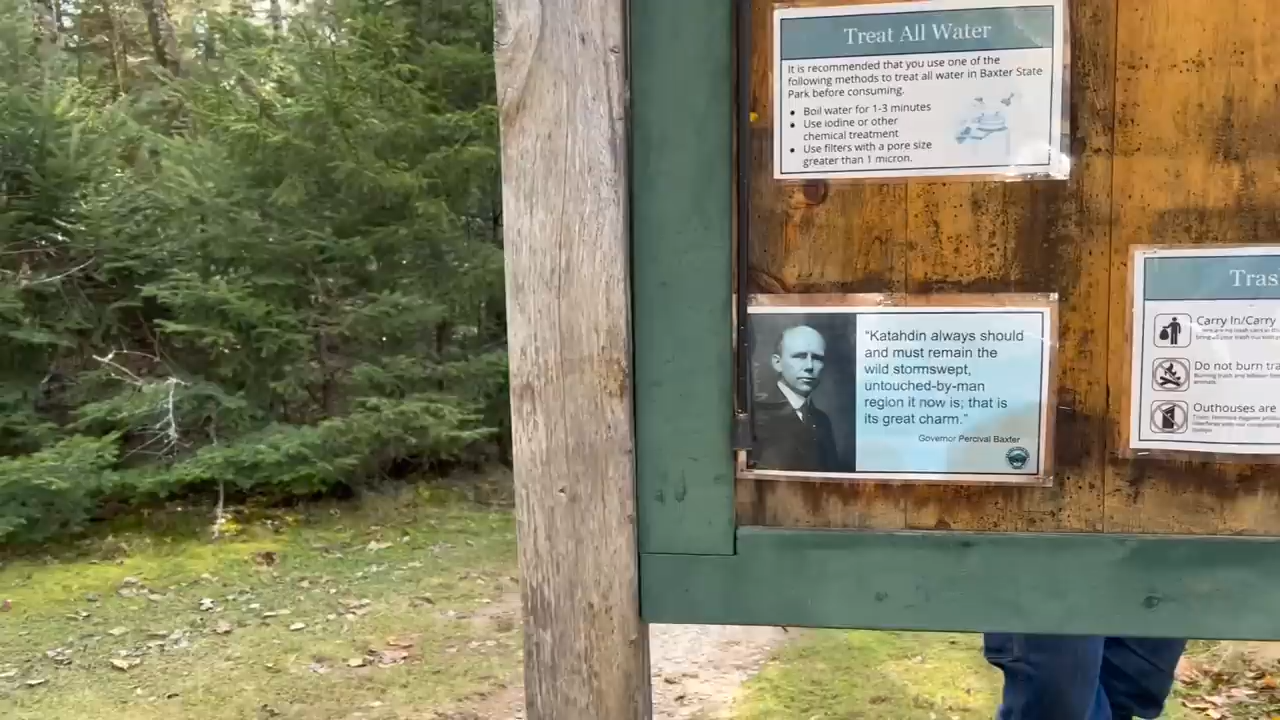 Treat All Water
It is recommended that you use one of the
following methods to treat all water in Baxter State
Park before consuming.
• Boil water for 1-3 minutes
• Use iodine or other
chemical treatment
• Use filters with a pore size
greater than 1 micron.
"Katahdin always should
and must remain the
wild stormswept,
untouched-by-man
region it now is; that is
its great charm."
Governor Percival Baxter
Tras
Carry In/Carry
Do not burn tra
Outhouses are